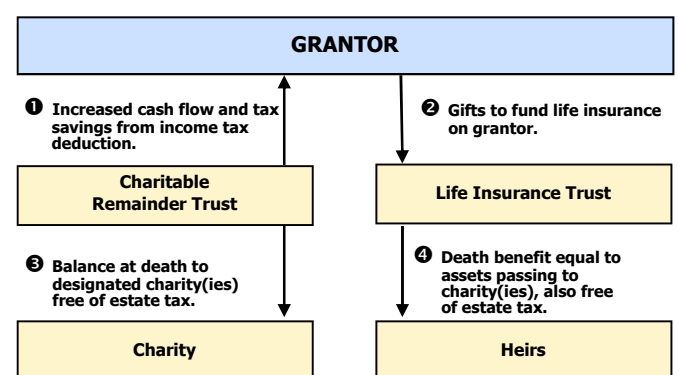 GRANTOR
❶ Increased cash flow and tax
savings from income tax
deduction.
❷ Gifts to fund life insurance
on grantor.
Charitable
Remainder Trust
Life Insurance Trust
❸ Balance at death to
designated charity(ies)
free of estate tax.
❹ Death benefit equal to
assets passing to
charity(ies), also free
of estate tax.
Charity
Heirs